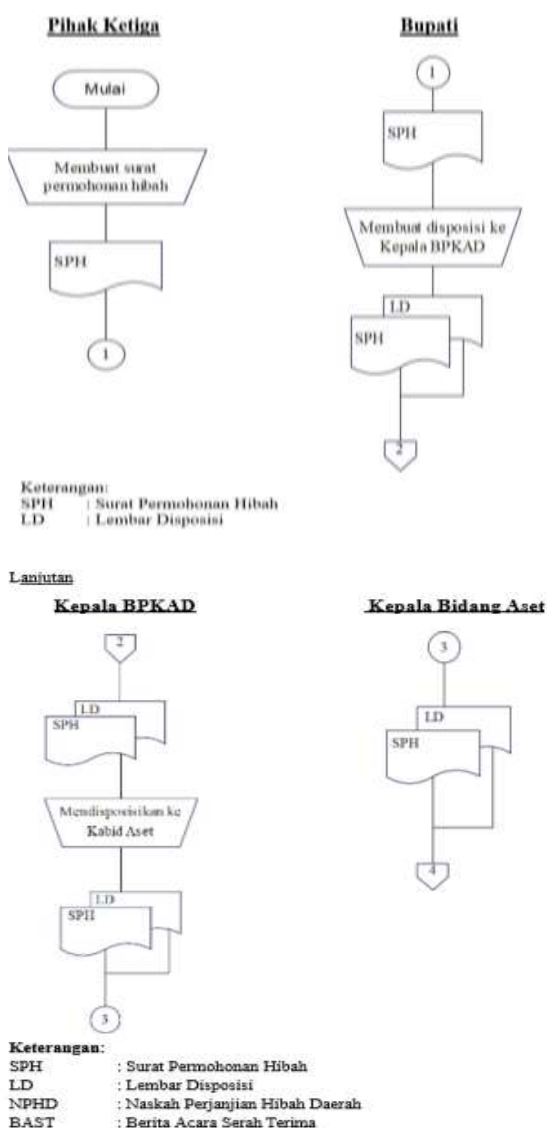 Pihak Ketiga
Mulai
Membuat surat
permohonan hibah
SPH
1
Bupati
1
SPH
Membuat disposisi ke
Kepala BPKAD
LD
SPH
2
Keterangan:
SPH : Surat Permohonan Hibah
LD : Lembar Disposisi
Lanjutan
Kepala BPKAD
2
LD
SPH
Mendisposisikan ke
Kabid Aset
LD
SPH
3
Kepala Bidang Aset
3
LD
SPH
4
Keterangan:
SPH : Surat Permohonan Hibah
LD : Lembar Disposisi
NPHD : Naskah Perjanjian Hibah Daerah
BAST : Berita Acara Serah Terima